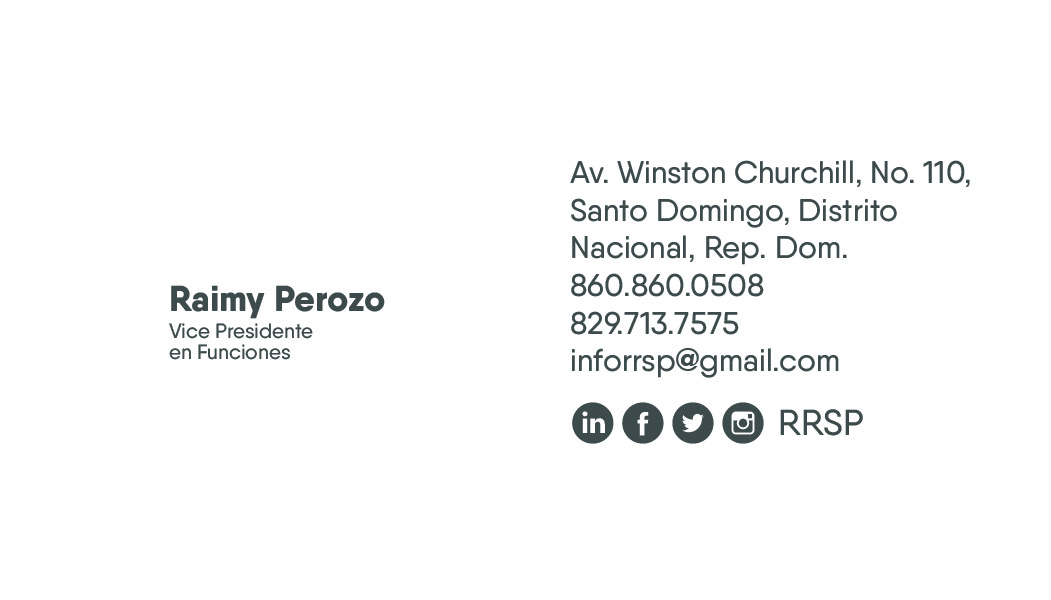 Raimy Perozo
Vice Presidente
en Funciones
Av. Winston Churchill, No. 110,
Santo Domingo, Distrito
Nacional, Rep. Dom.
860.860.0508
829.713.7575
inforrsp@gmail.com
in f RRSP